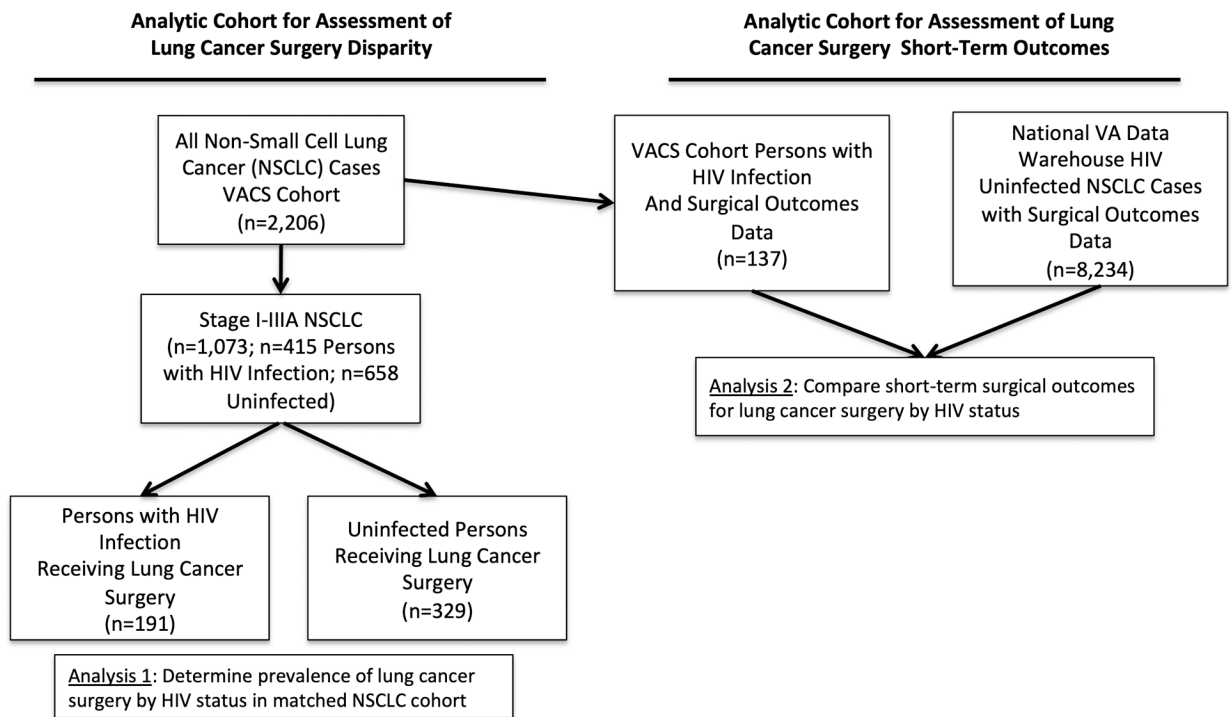 Analytic Cohort for Assessment of
Lung Cancer Surgery Disparity
Analytic Cohort for Assessment of Lung
Cancer Surgery Short-Term Outcomes
All Non-Small Cell Lung
Cancer (NSCLC) Cases
VACS Cohort
(n=2,206)
VACS Cohort Persons with
HIV Infection
And Surgical Outcomes
Data
(n=137)
National VA Data
Warehouse HIV
Uninfected NSCLC Cases
with Surgical Outcomes
Data
(n=8,234)
Stage I-IIIA NSCLC
(n=1,073; n=415 Persons
with HIV Infection; n=658
Uninfected)
Analysis 2: Compare short-term surgical outcomes
for lung cancer surgery by HIV status
Persons with HIV
Infection
Receiving Lung Cancer
Surgery
(n=191)
Uninfected Persons
Receiving Lung Cancer
Surgery
(n=329)
Analysis 1: Determine prevalence of lung cancer
surgery by HIV status in matched NSCLC cohort